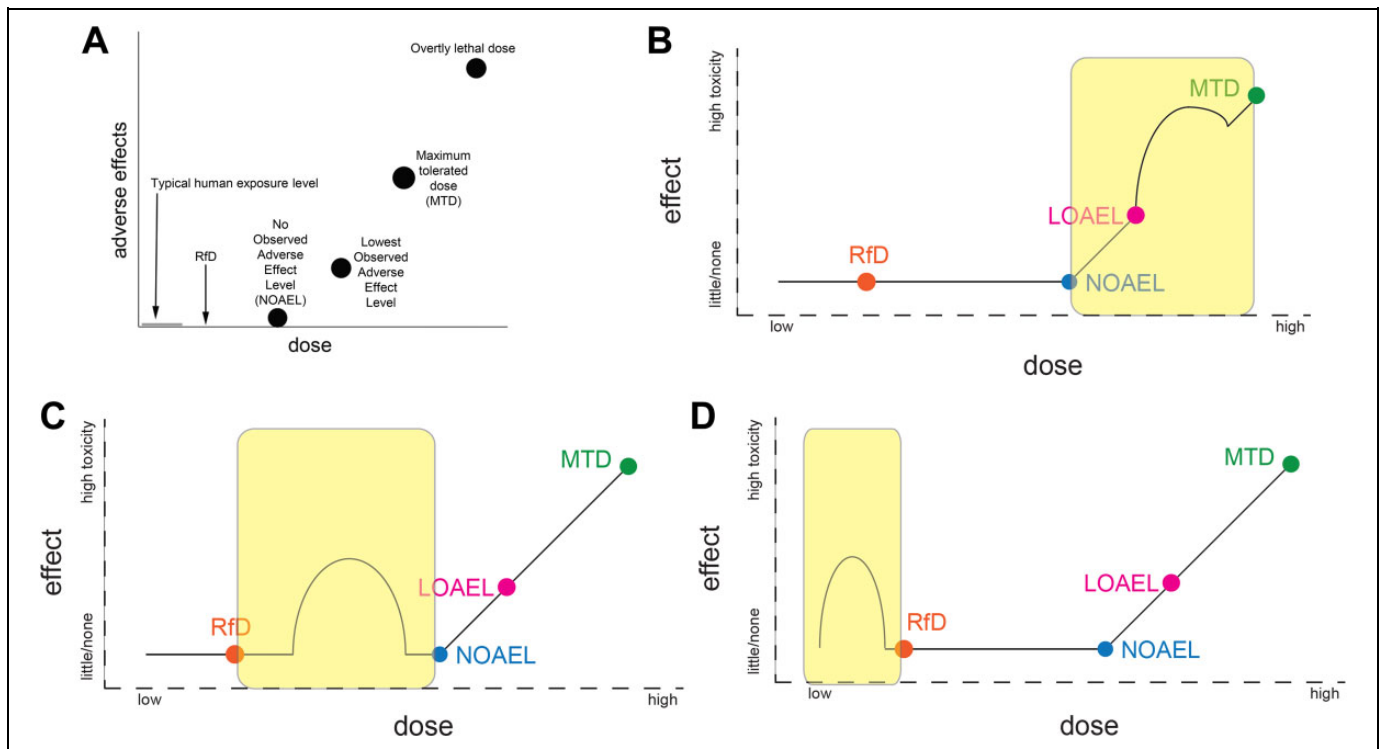 A
adverse effects
Overtly lethal dose
Maximum
tolerated
dose
(MTD)
Typical human exposure level
RfD
No
Observed
Adverse
Effect
Level
(NOAEL)
Lowest
Observed
Adverse
Effect
Level
dose
B
effect
high toxicity
little/none
MTD
LOAEL
RfD
NOAEL
low
high
dose
C
effect
high toxicity
little/none
MTD
LOAEL
RfD
NOAEL
low
high
dose
D
effect
high toxicity
little/none
MTD
LOAEL
RfD
NOAEL
low
high
dose